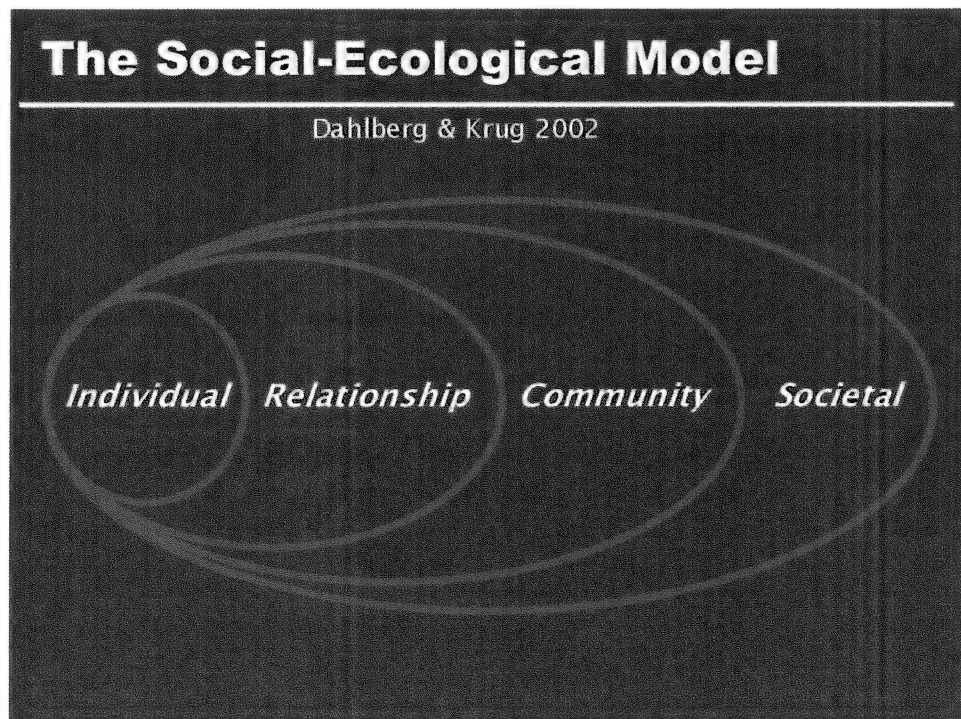 The Social-Ecological Model
Dahlberg & Krug 2002
Individual Relationship Community Societal